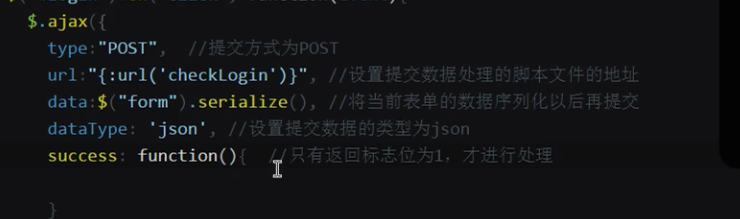 $.ajax({
type:"POST", //提交方式为POST
url:"{:url('checkLogin')}", //设置提交数据处理的脚本文件的地址
data:$("form").serialize(), //将当前表单的数据序列化以后再提交
dataType: 'json', //设置提交数据的类型为json
success: function(){ //只有返回标志位为1，才进行处理
}